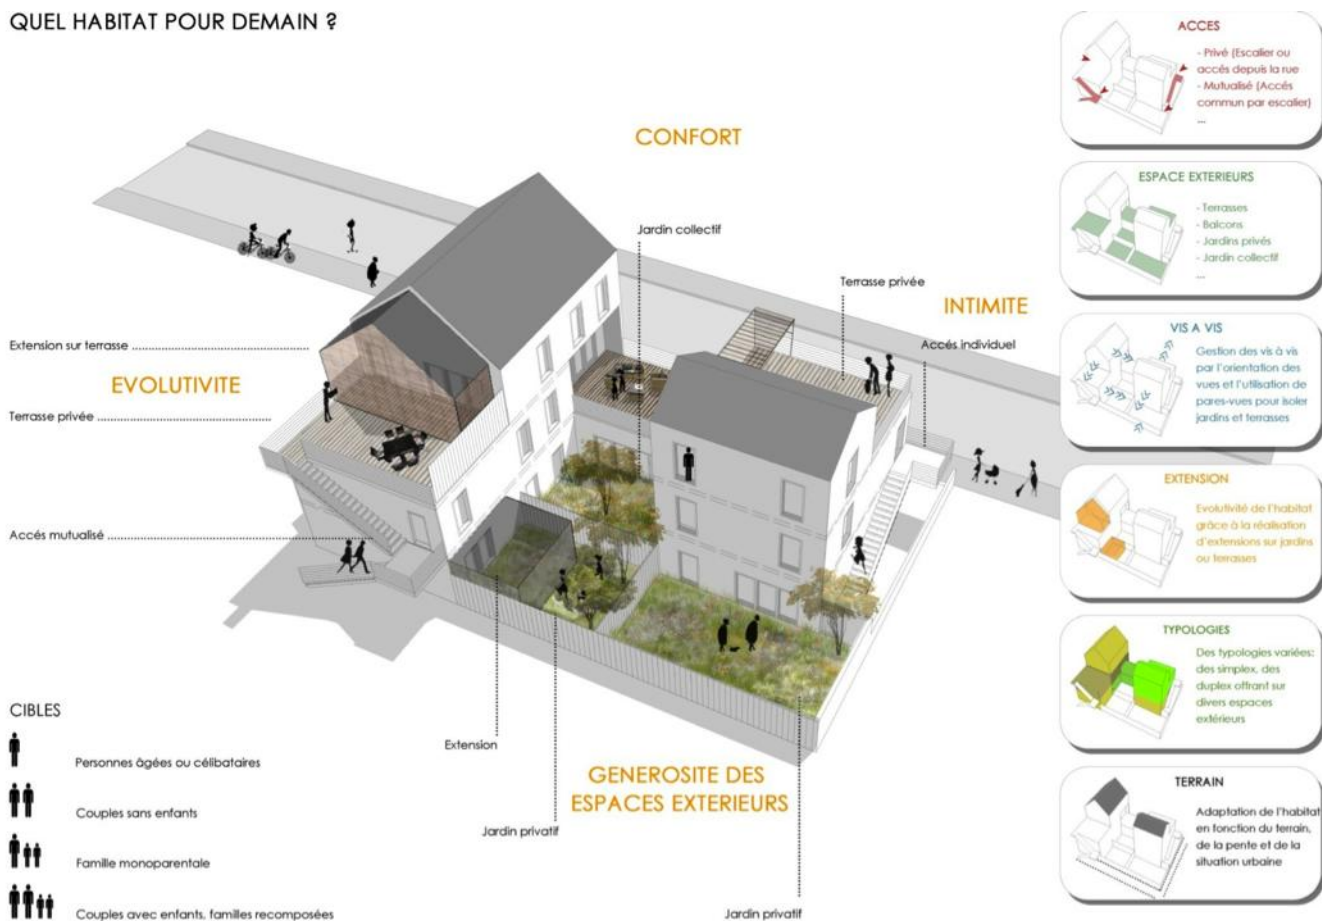 QUEL HABITAT POUR DEMAIN ?
CONFORT
Jardin collectif
Terrasse privée
INTIMITE
Accés individuel
Extension sur terrasse
EVOLUTIVITE
Terrasse privée
Accés mutualisé
Extension
GENEROSITE DES
ESPACES EXTERIEURS
Jardin privatif
Jardin privatif
CIBLES
Personnes âgées ou célibataires
Couples sans enfants
Famille monoparentale
Couples avec enfants, familles recomposées
ACCES
- Privé (Escalier ou
accés depuis la rue
- Mutualisé (Accés
commun par escalier)
...
ESPACE EXTERIEURS
- Terrasses
- Balcons
- Jardins privés
- Jardin collectif
...
VIS A VIS
Gestion des vis à vis
par l'orientation des
vues et l'utilisation de
pares-vues pour isoler
jardins et terrasses
EXTENSION
Evolutivité de l'habitat
grâce à la réalisation
d'extensions sur jardins
ou terrasses
TYPOLOGIES
Des typologies variées:
des simplex, des
duplex offrant sur
divers espaces
extérieurs
TERRAIN
Adaptation de l'habitat
en fonction du terrain,
de la pente et de la
situation urbaine